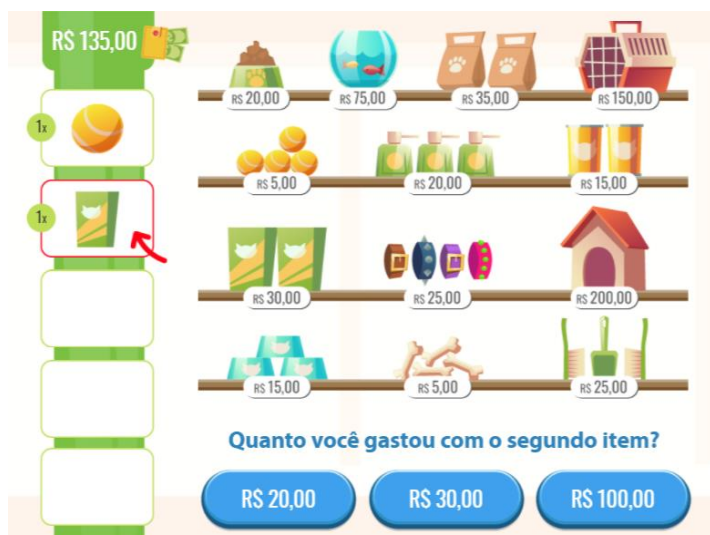 R$ 135,00
1x
1x
R$ 20,00
R$ 75,00
R$ 35,00
R$ 150,00
R$ 5,00
R$ 20,00
R$ 15,00
R$ 30,00
R$ 25,00
R$ 200,00
R$ 15,00
R$ 5,00
R$ 25,00
Quanto você gastou com o segundo item?
R$ 20,00
R$ 30,00
R$ 100,00